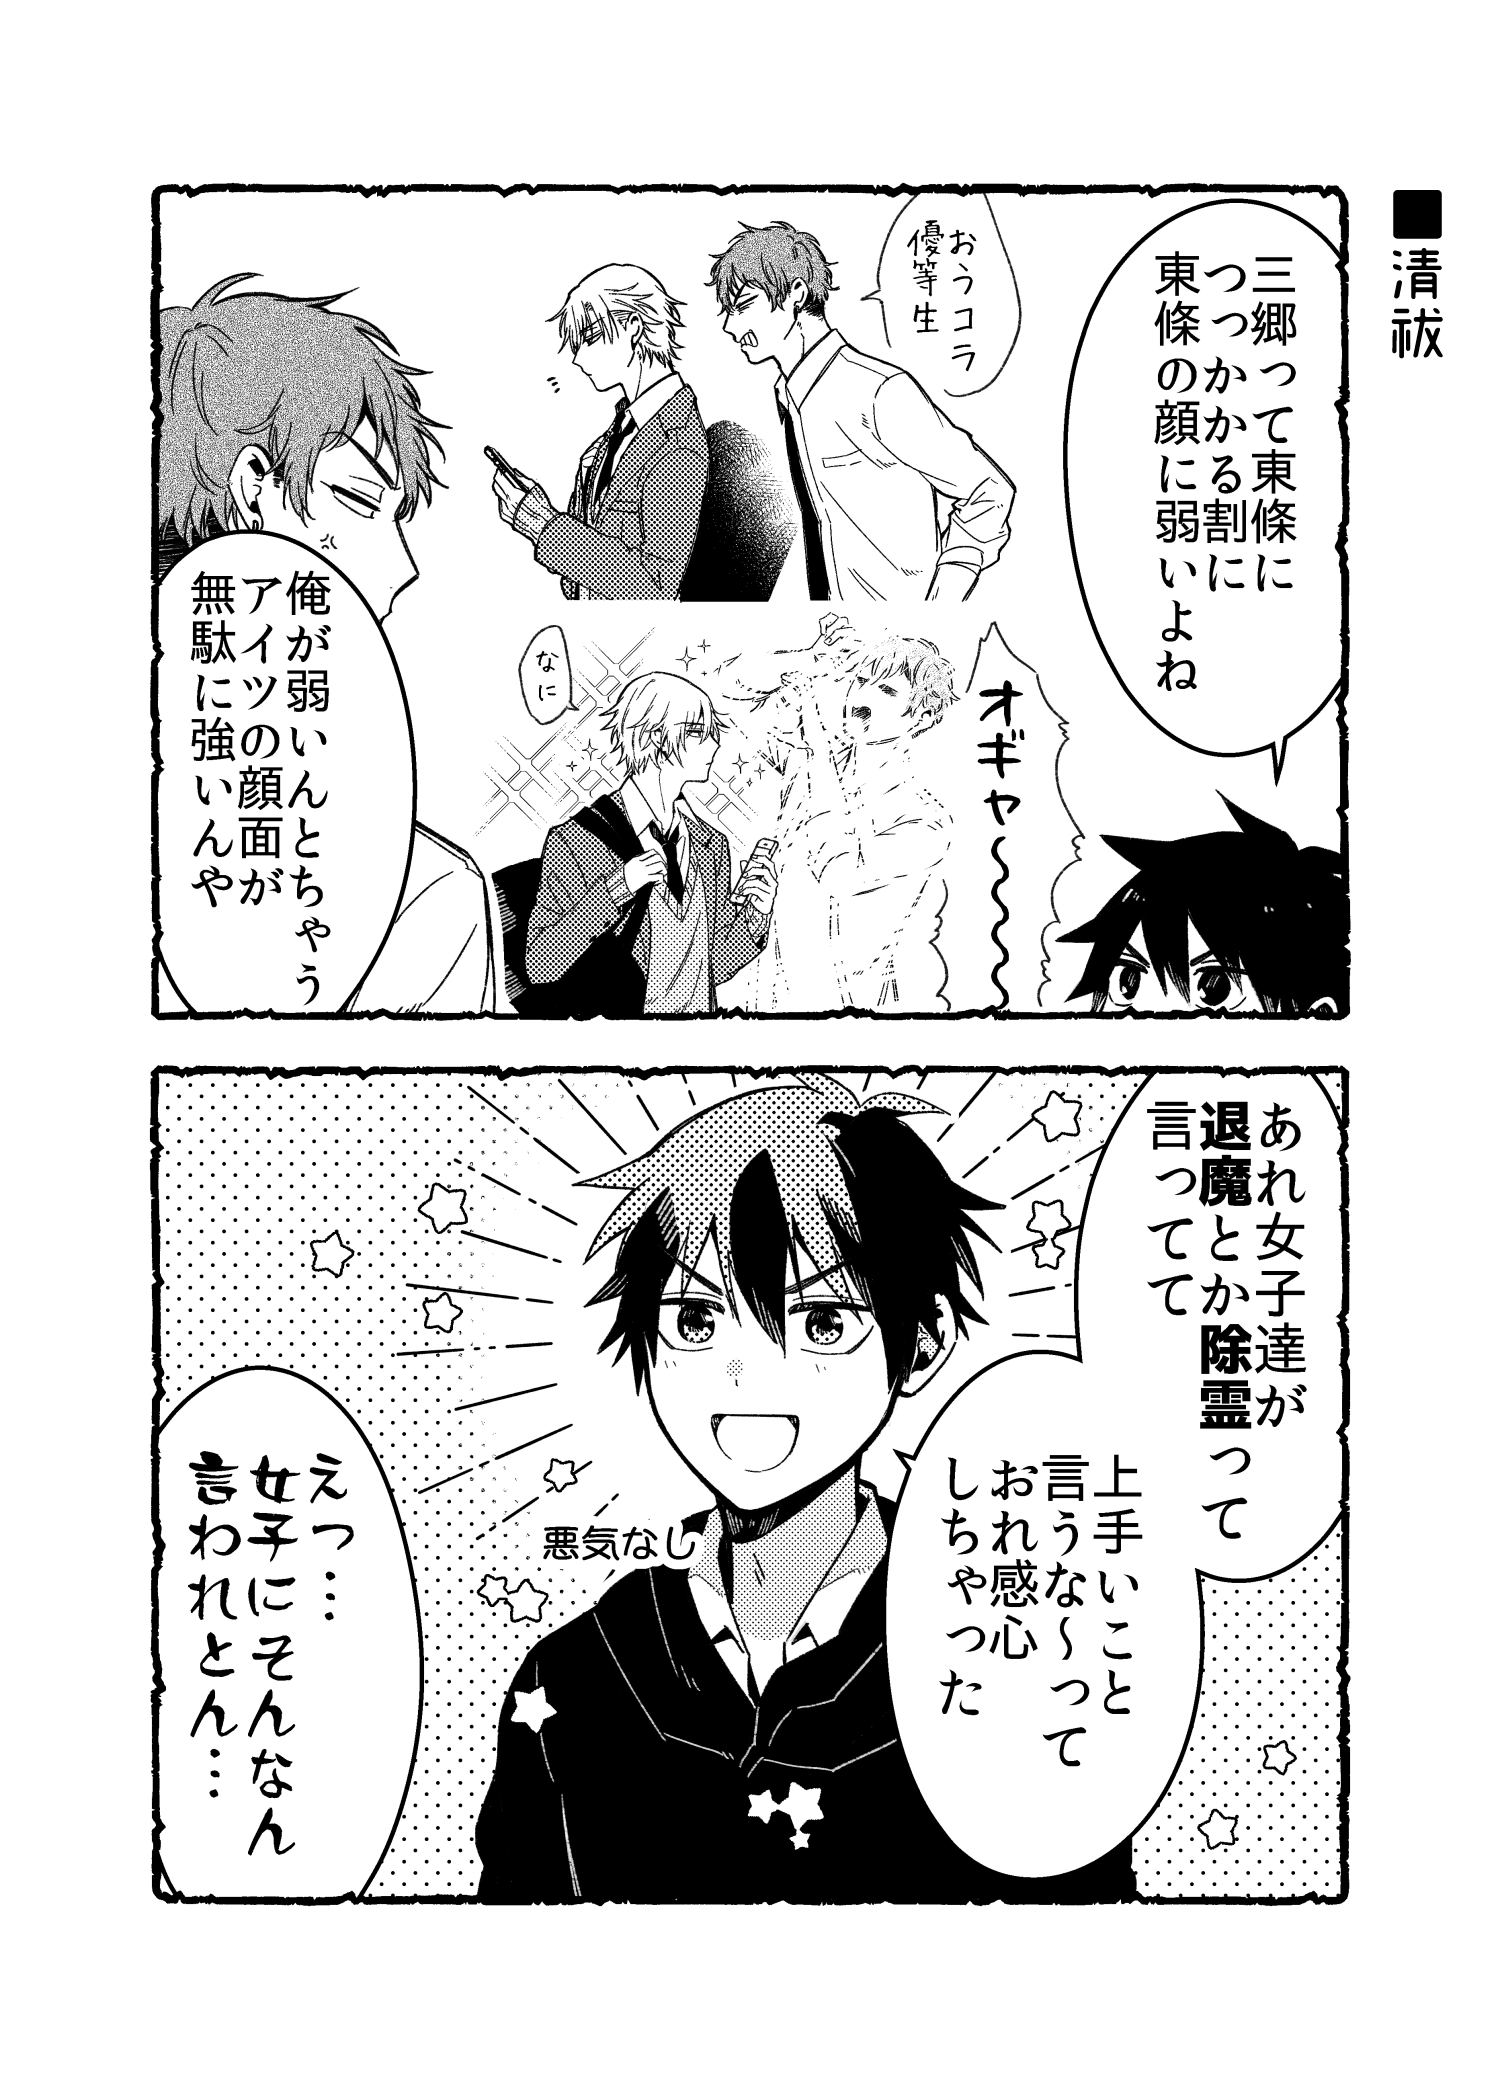 ■清祓
三郷って東條に
つっかかる割に
東條の顔に弱いよね
おうコラ
優等生
なに
オギャ〜〜〜
俺が弱いんとちゃう
アイツの顔面が
無駄に強いんや
あれ女子達が
退魔とか除霊って
言ってて
上手いこと
言うな〜って
おれ感心
しちゃった
悪気なし
えっ…
女子にそんなん
言われとん…